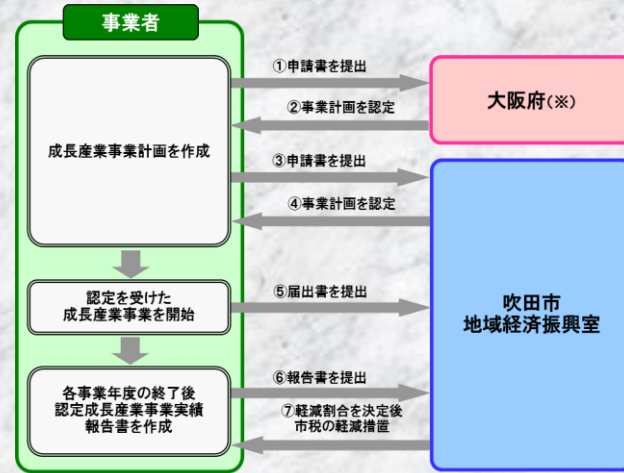 事業者
①申請書を提出
大阪府(※)
②事業計画を認定
成長産業事業計画を作成
③申請書を提出
④事業計画を認定
認定を受けた
成長産業事業を開始
⑤届出書を提出
吹田市
地域経済振興室
各事業年度の終了後
認定成長産業事業実績
報告書を作成
⑥報告書を提出
⑦軽減割合を決定後
市税の軽減措置